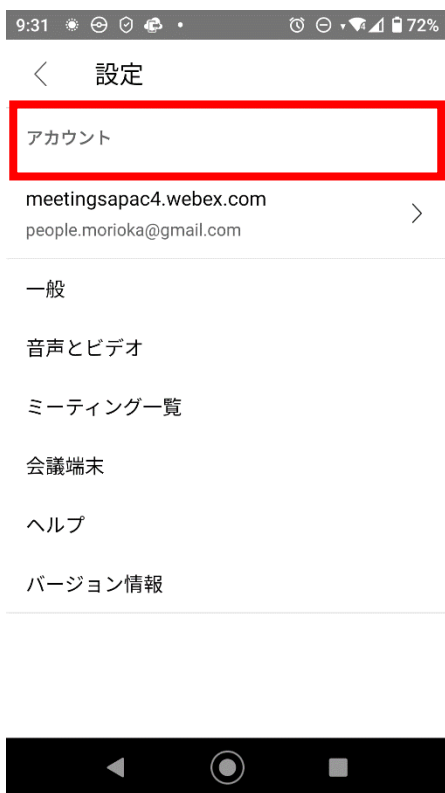 9:31 72%
設定
アカウント
meetingsapac4.webex.com
people.morioka@gmail.com
一般
音声とビデオ
ミーティング一覧
会議端末
ヘルプ
バージョン情報